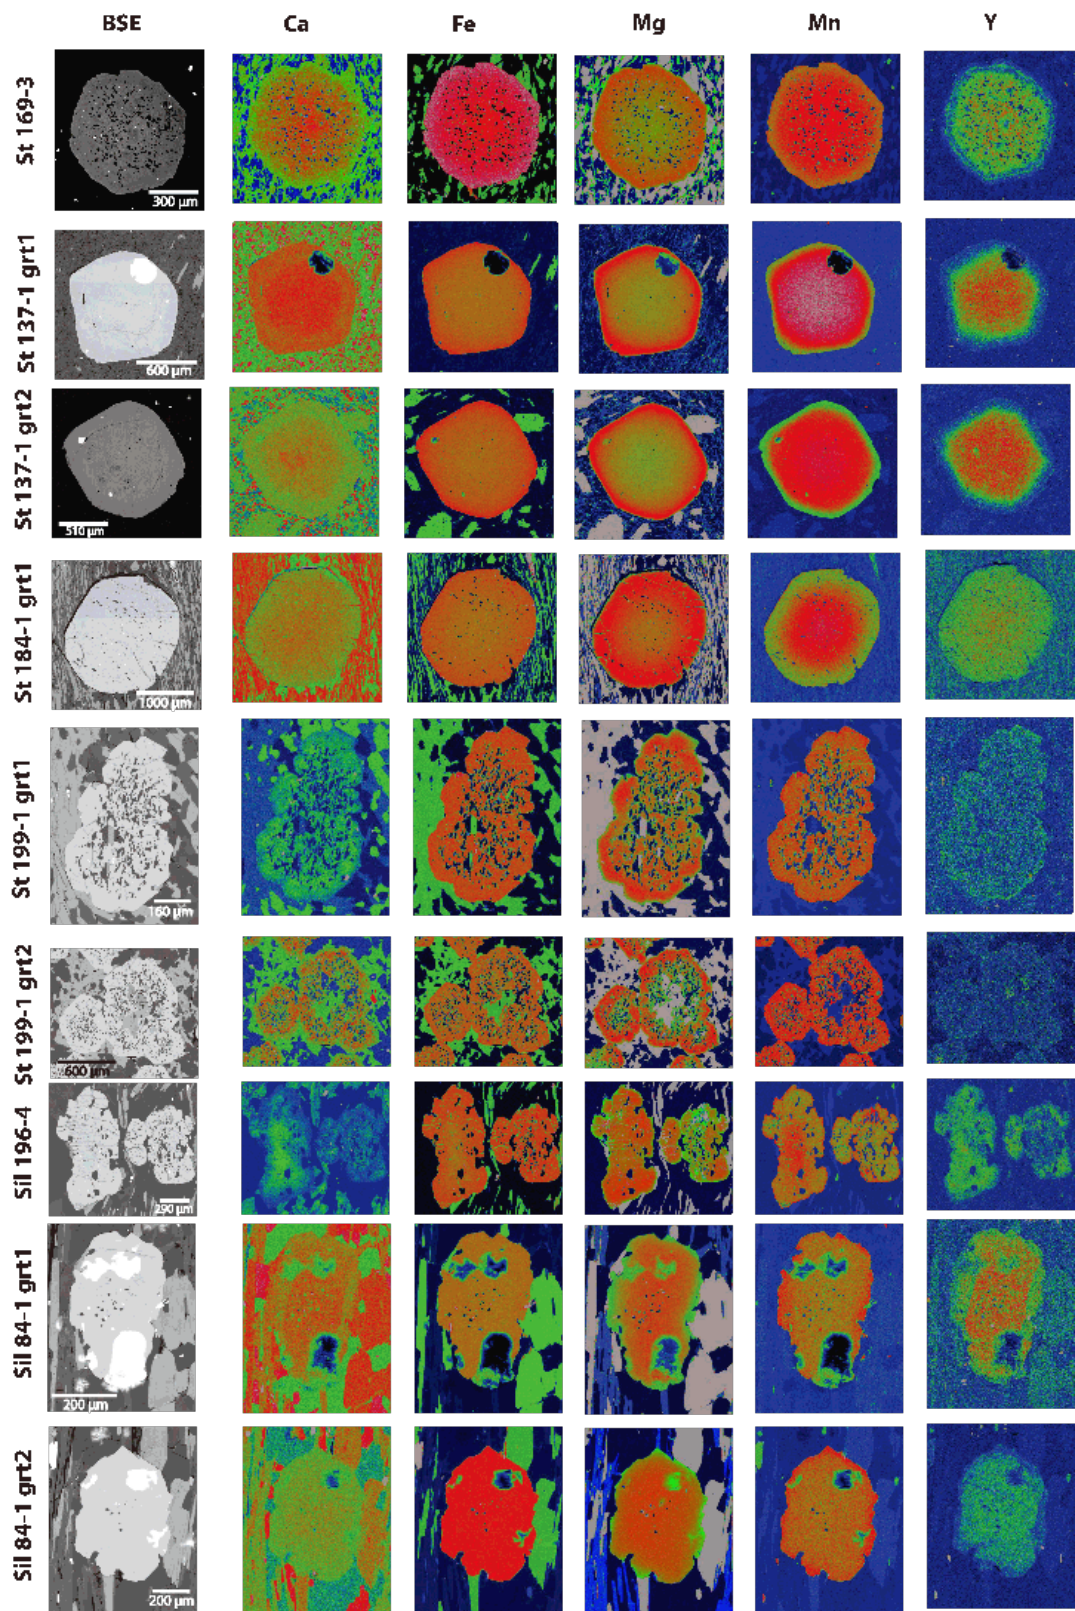 BSE Ca Fe Mg Mn Y
St 169-3
300 µm
St 137-1 grt1
600 µm
St 137-1 grt2
510 µm
St 184-1 grt1
1000 µm
St 199-1 grt1
160 µm
St 199-1 grt2
600 µm
Sil 196-4
290 µm
Sil 84-1 grt1
200 µm
Sil 84-1 grt2
200 µm